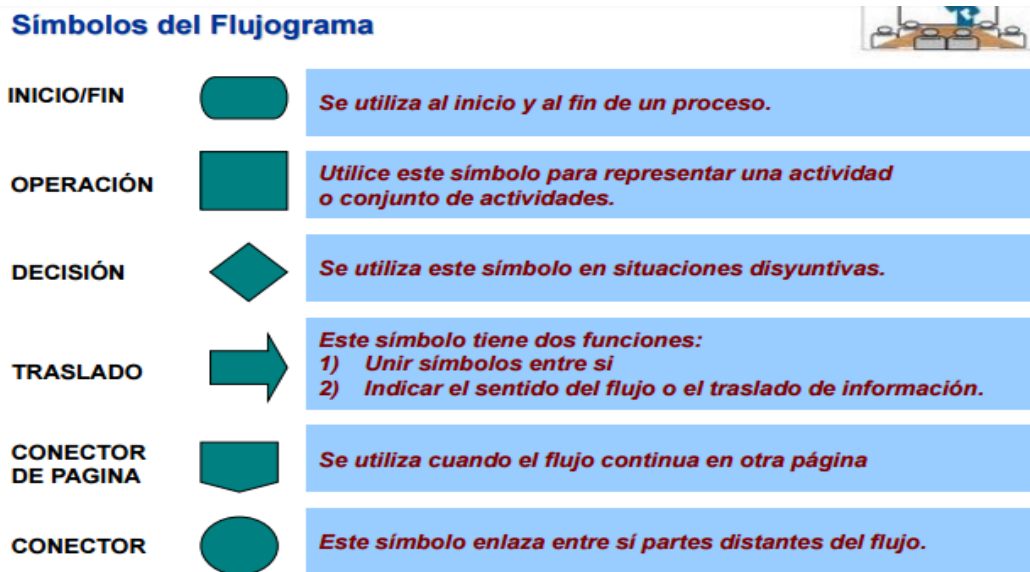 Símbolos del Flujograma
INICIO/FIN
Se utiliza al inicio y al fin de un proceso.
OPERACIÓN
Utilice este símbolo para representar una actividad
o conjunto de actividades.
DECISIÓN
Se utiliza este símbolo en situaciones disyuntivas.
TRASLADO
Este símbolo tiene dos funciones:
1) Unir símbolos entre si
2) Indicar el sentido del flujo o el traslado de información.
CONECTOR
DE PAGINA
Se utiliza cuando el flujo continua en otra página
CONECTOR
Este símbolo enlaza entre sí partes distantes del flujo.